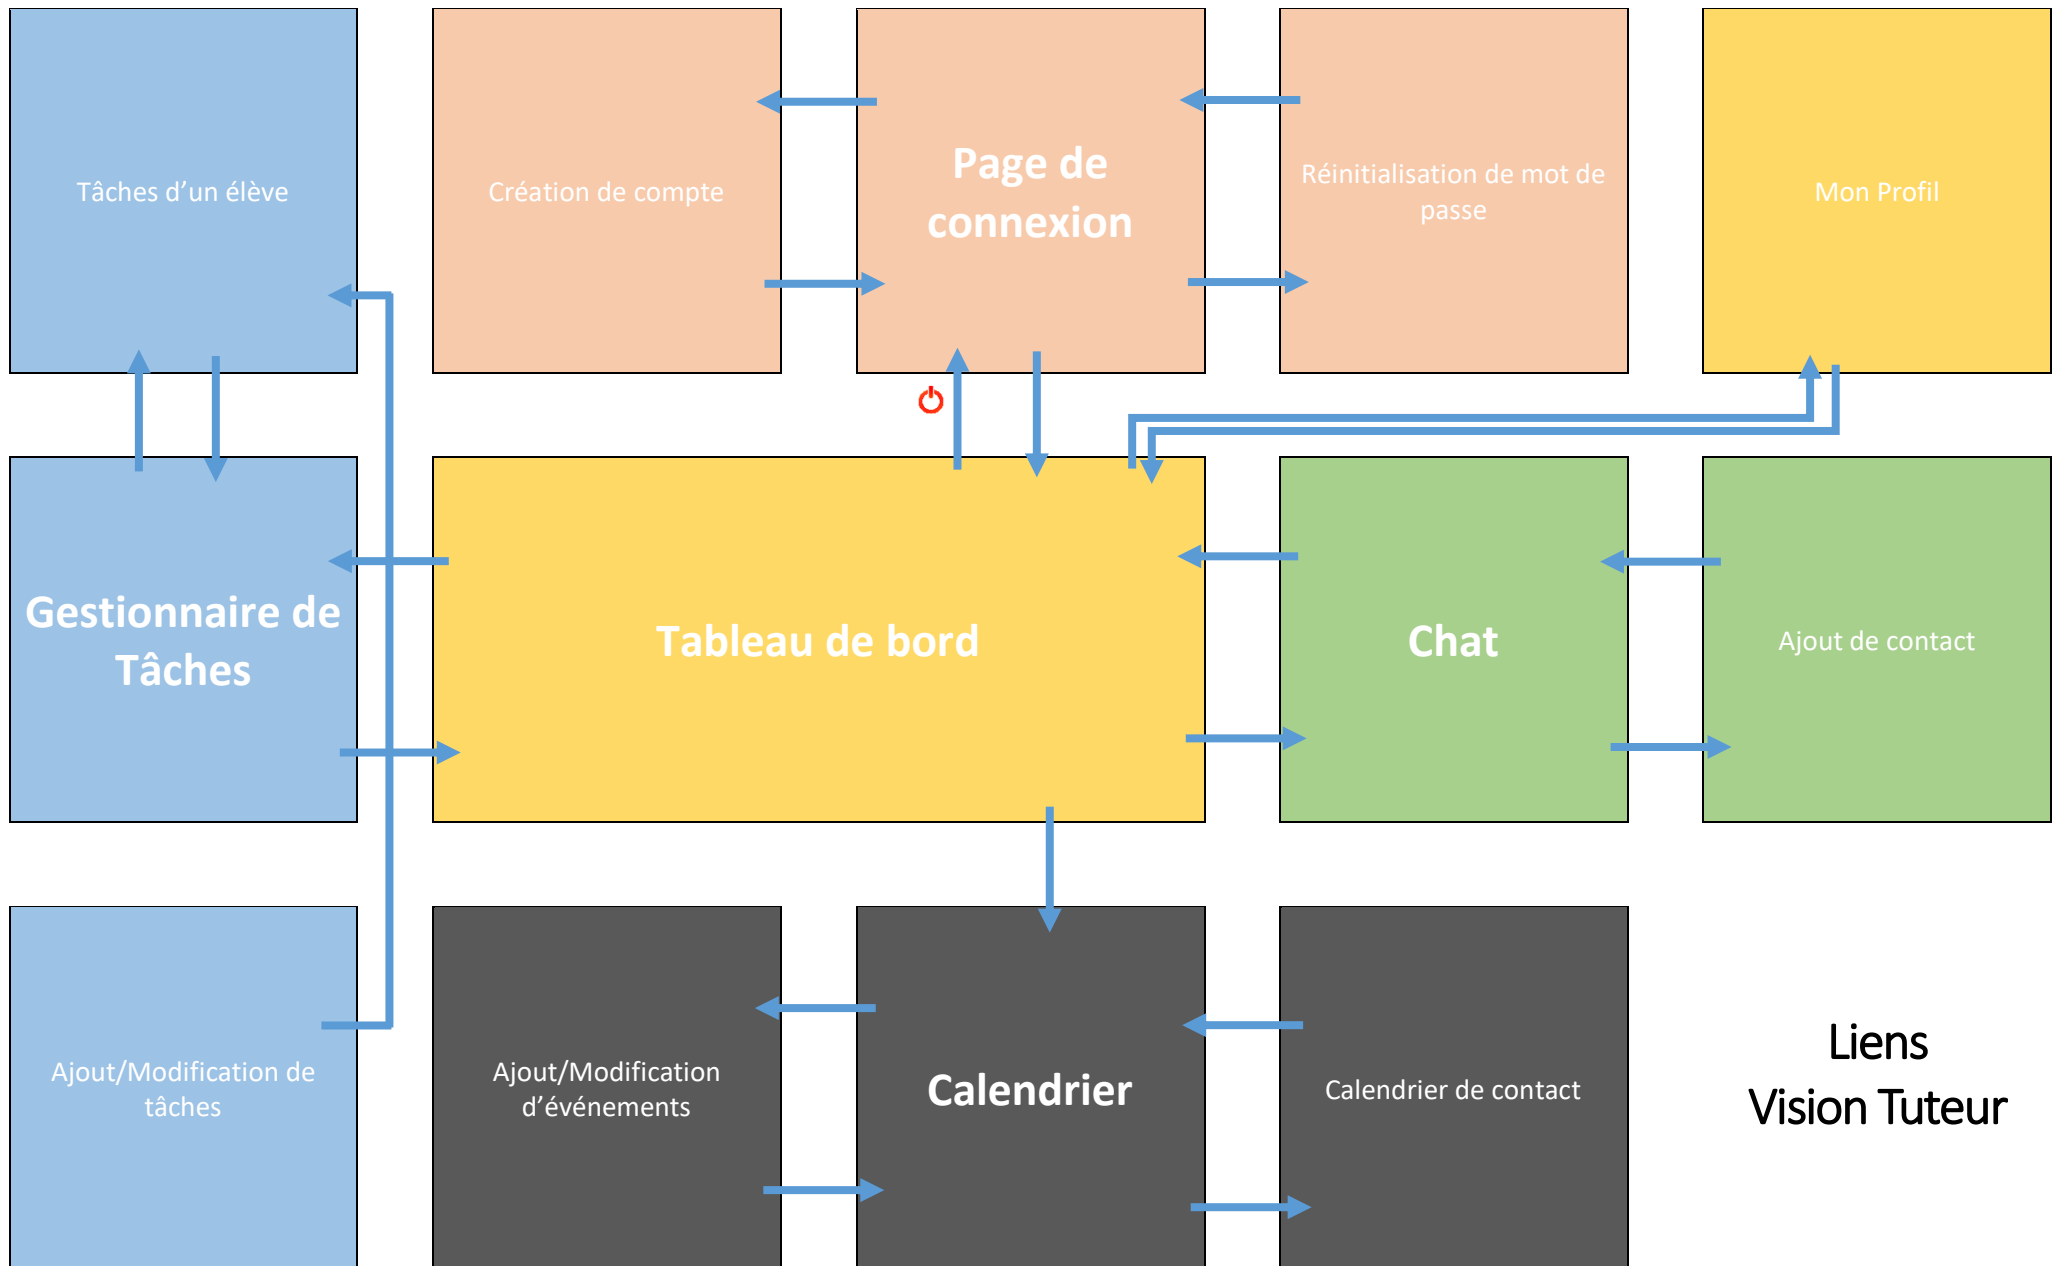 Tâches d’un élève
Création de compte
Page de
connexion
Réinitialisation de mot de
passe
Mon Profil
Gestionnaire de
Tâches
Tableau de bord
Chat
Ajout de contact
Ajout/Modification de
tâches
Ajout/Modification
d’événements
Calendrier
Calendrier de contact
Liens
Vision Tuteur